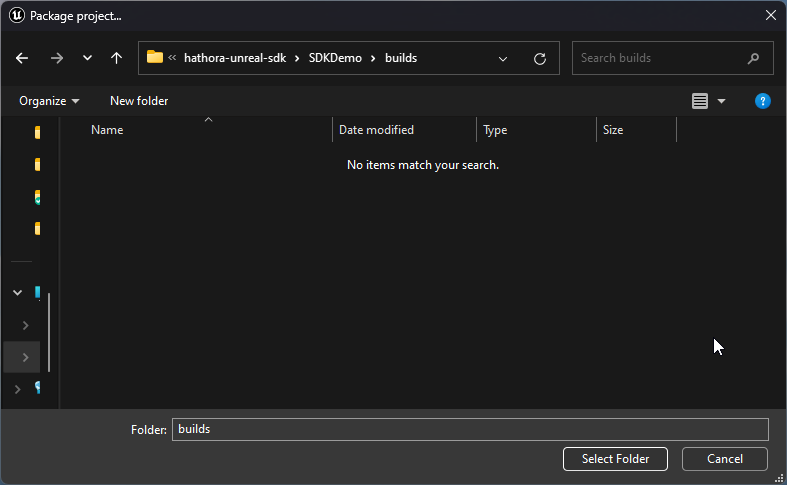 Package project...
« hathora-unreal-sdk > SDKDemo > builds
Search builds
Organize New folder
Name Date modified Type Size
No items match your search.
Folder: builds
Select Folder Cancel